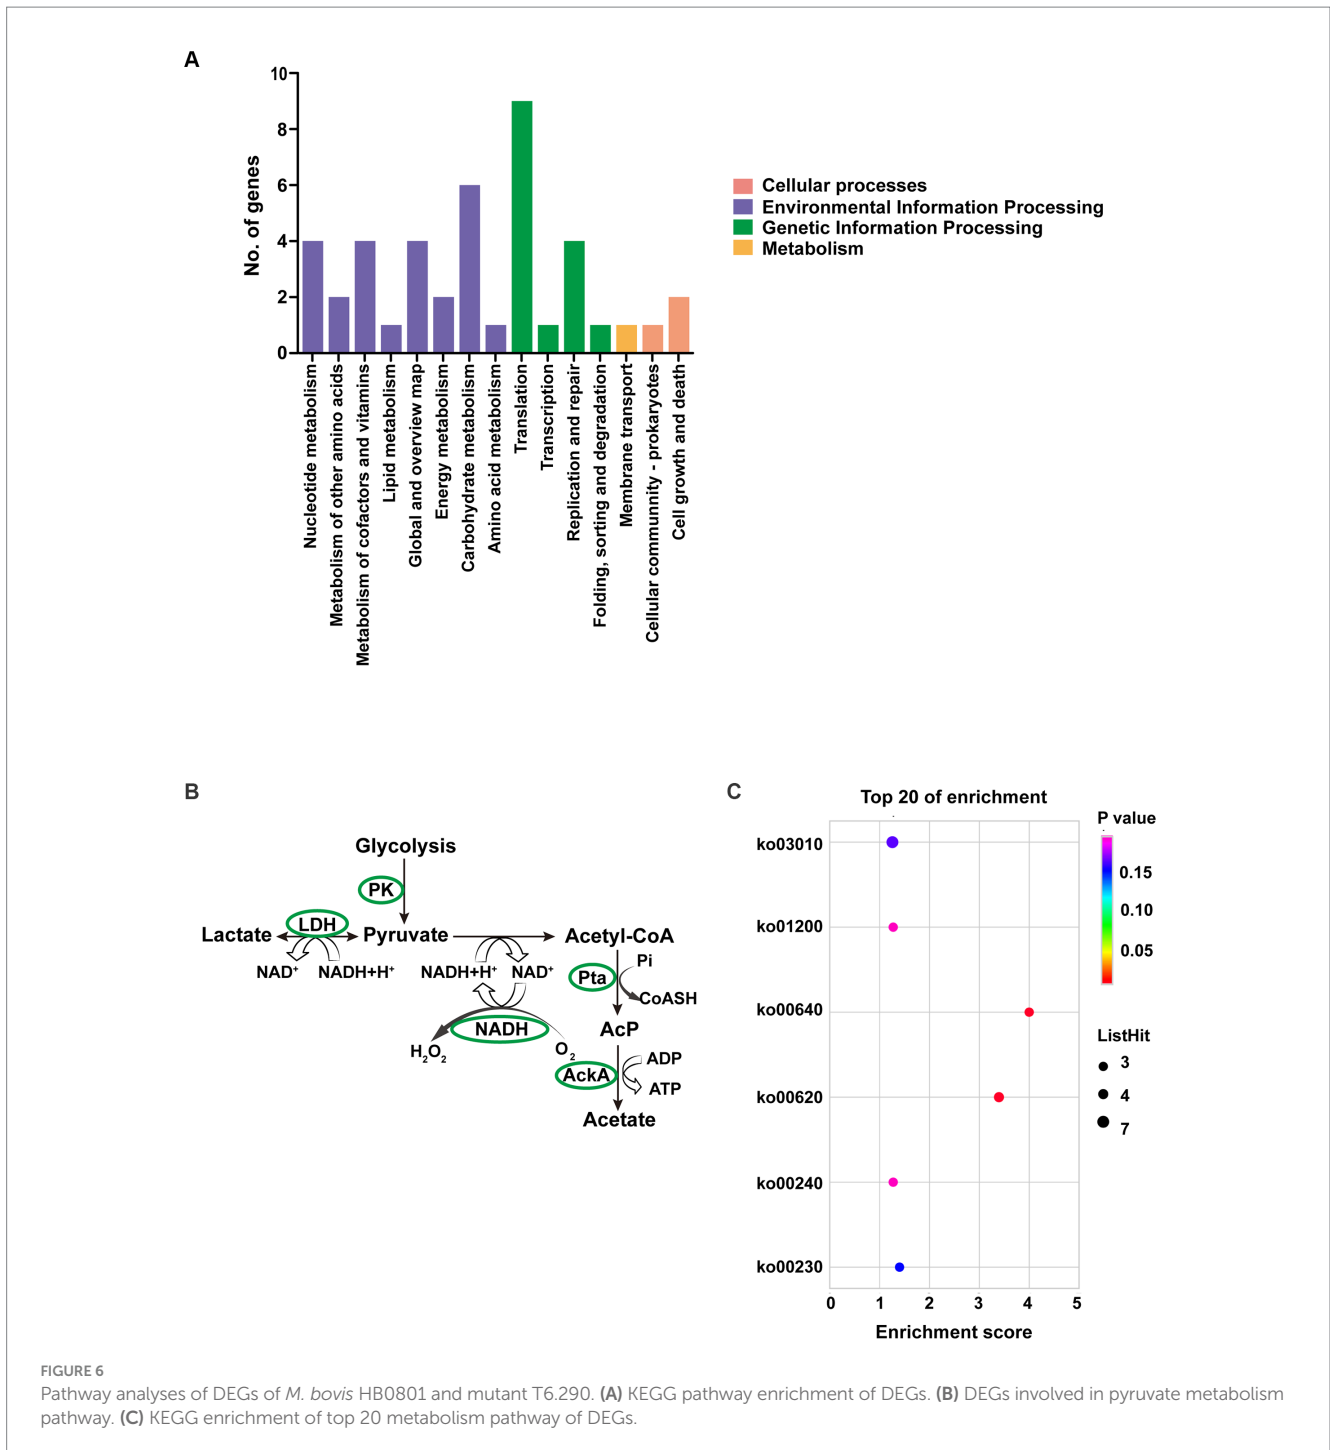 A
10
8
6
4
2
0
No. of genes
Nucleotide metabolism
Metabolism of other amino acids
Metabolism of cofactors and vitamins
Lipid metabolism
Global and overview map
Energy metabolism
Carbohydrate metabolism
Amino acid metabolism
Translation
Transcription
Replication and repair
Folding, sorting and degradation
Membrane transport
Cellular communnity - prokaryotes
Cell growth and death
Cellular processes
Environmental Information Processing
Genetic Information Processing
Metabolism
B
Glycolysis
PK
LDH
Lactate
Pyruvate
Acetyl-CoA
NAD⁺
NADH+H⁺
NADH+H⁺
NAD⁺
Pta
Pi
CoASH
NADH
AcP
H₂O₂
O₂
ADP
AckA
ATP
Acetate
C
Top 20 of enrichment
ko03010
ko01200
ko00640
ko00620
ko00240
ko00230
0 1 2 3 4 5
Enrichment score
P value
0.15
0.10
0.05
ListHit
3
4
7
FIGURE 6
Pathway analyses of DEGs of M. bovis HB0801 and mutant T6.290. (A) KEGG pathway enrichment of DEGs. (B) DEGs involved in pyruvate metabolism
pathway. (C) KEGG enrichment of top 20 metabolism pathway of DEGs.